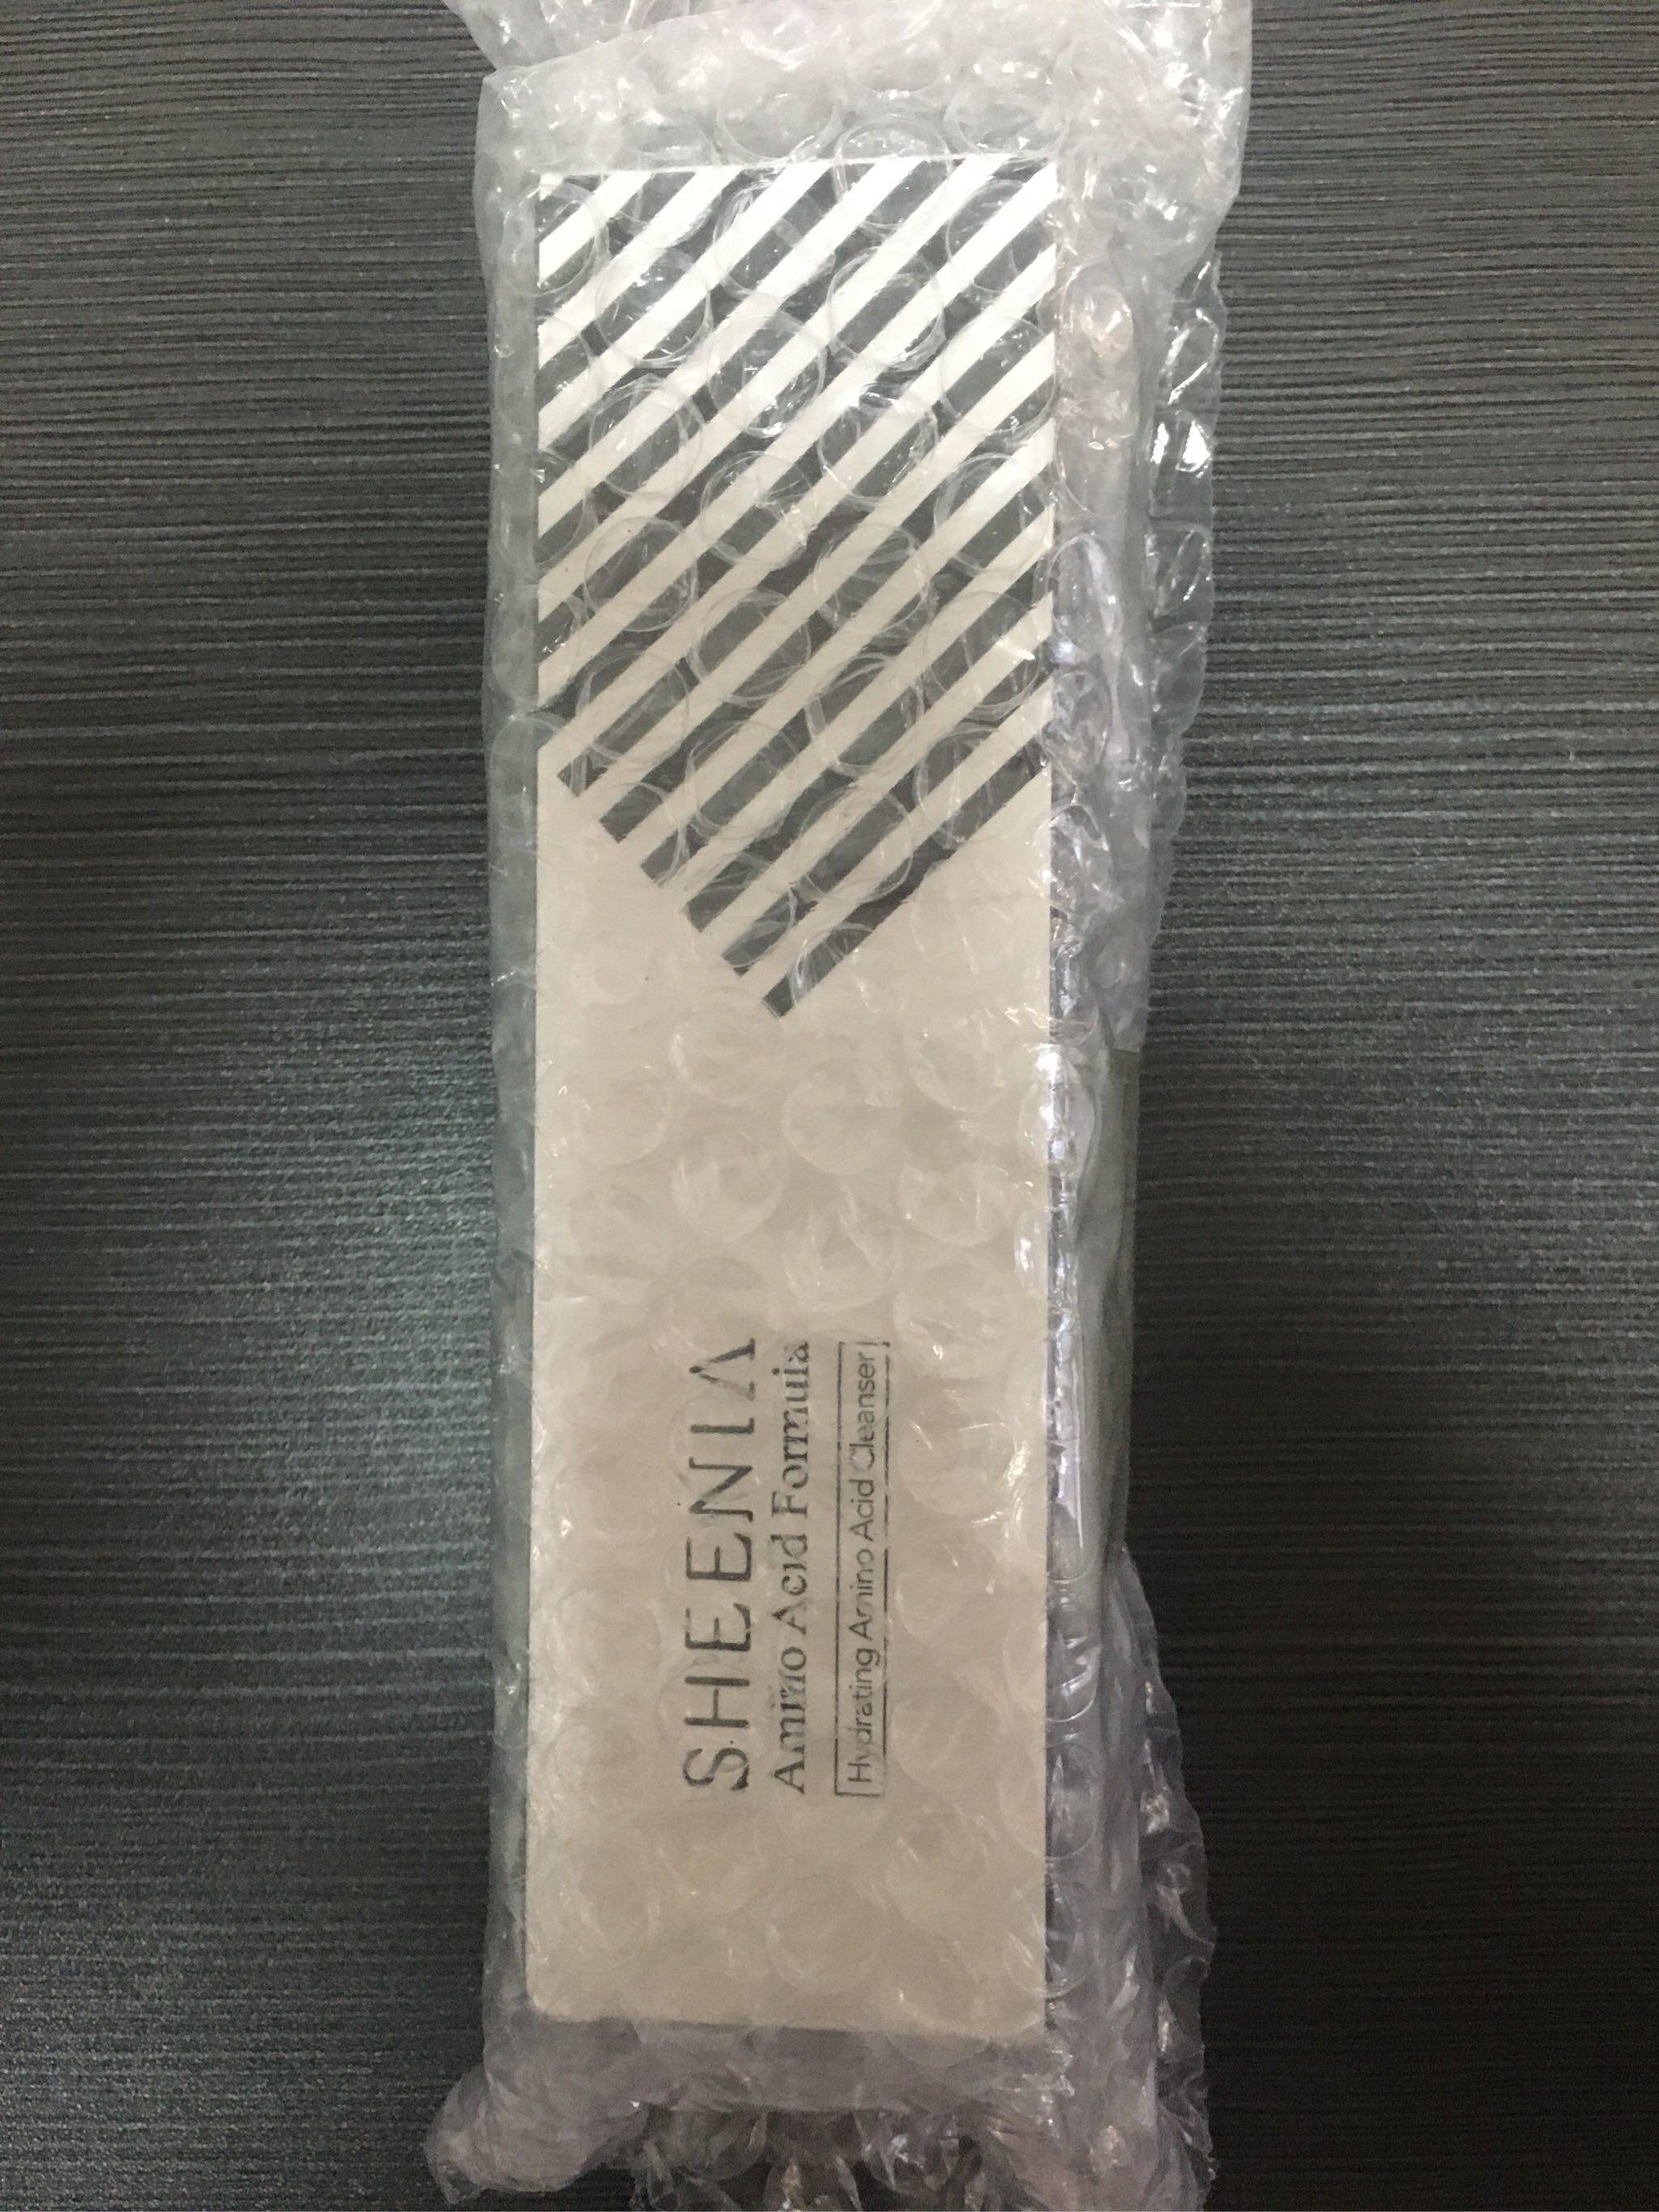 SHEENIA
Amino Acid Formula
Hydrating Amino Acid Cleanser